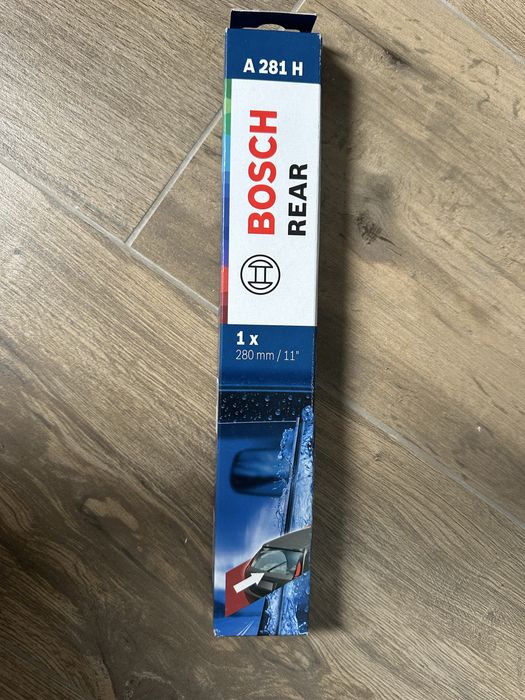 A 281 H
BOSCH
REAR
1 x
280 mm / 11"